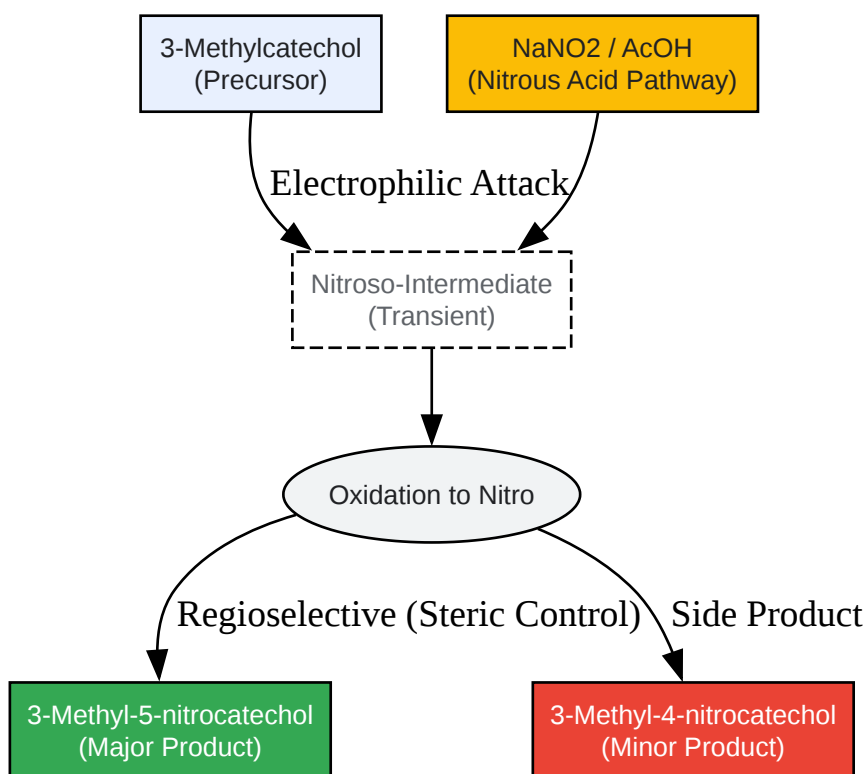 3-Methylcatechol
(Precursor)
NaNO2 / AcOH
(Nitrous Acid Pathway)
Electrophilic Attack
Nitroso-Intermediate
(Transient)
Oxidation to Nitro
Regioselective (Steric Control)
Side Product
3-Methyl-5-nitrocatechol
(Major Product)
3-Methyl-4-nitrocatechol
(Minor Product)